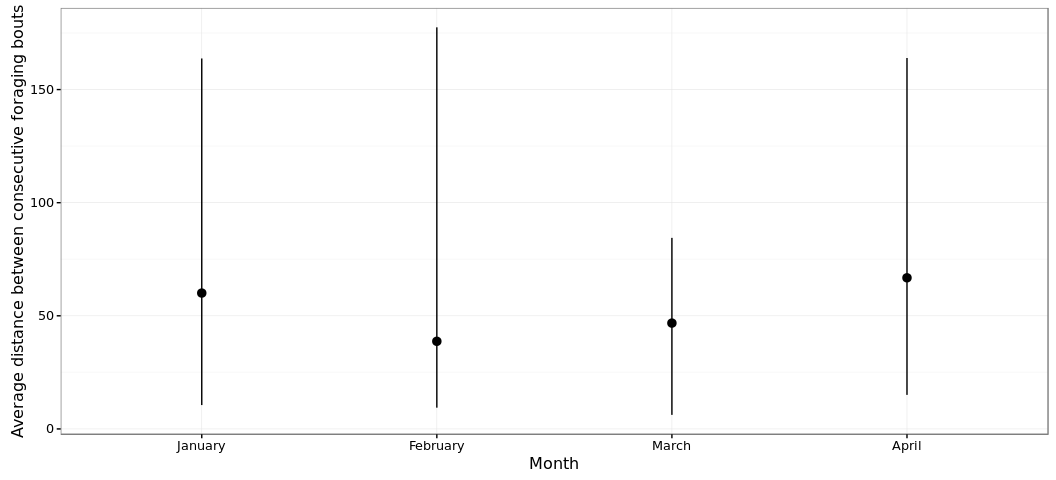 Average distance between consecutive foraging bouts
150
100
50
0
January
February
March
April
Month